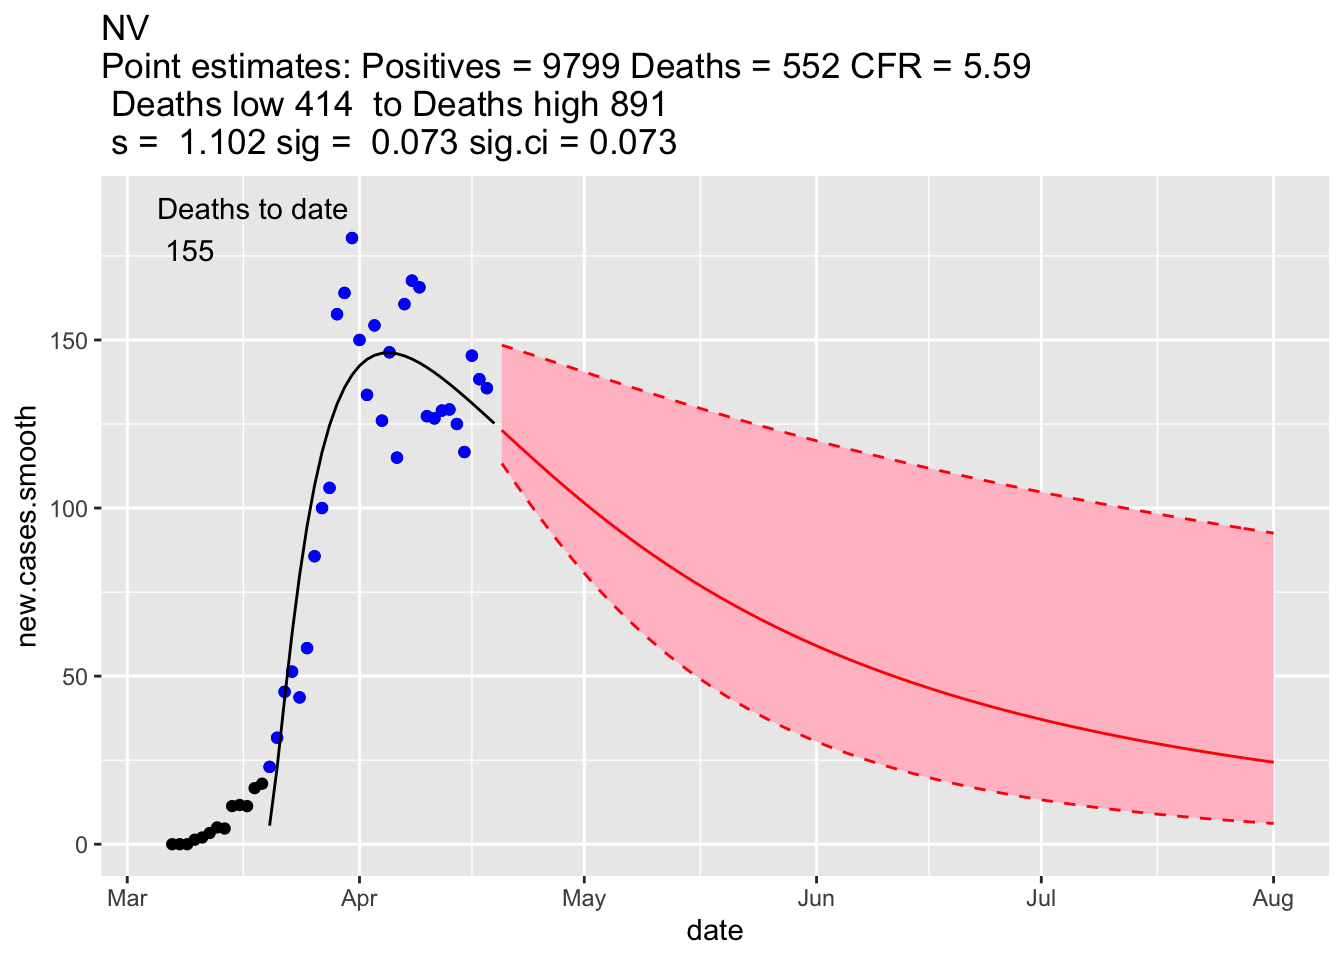 NV
Point estimates: Positives = 9799 Deaths = 552 CFR = 5.59
Deaths low 414  to Deaths high 891
s =  1.102 sig =  0.073 sig.ci = 0.073
Deaths to date
155
new.cases.smooth
150
100
50
0
Mar Apr May Jun Jul Aug
date